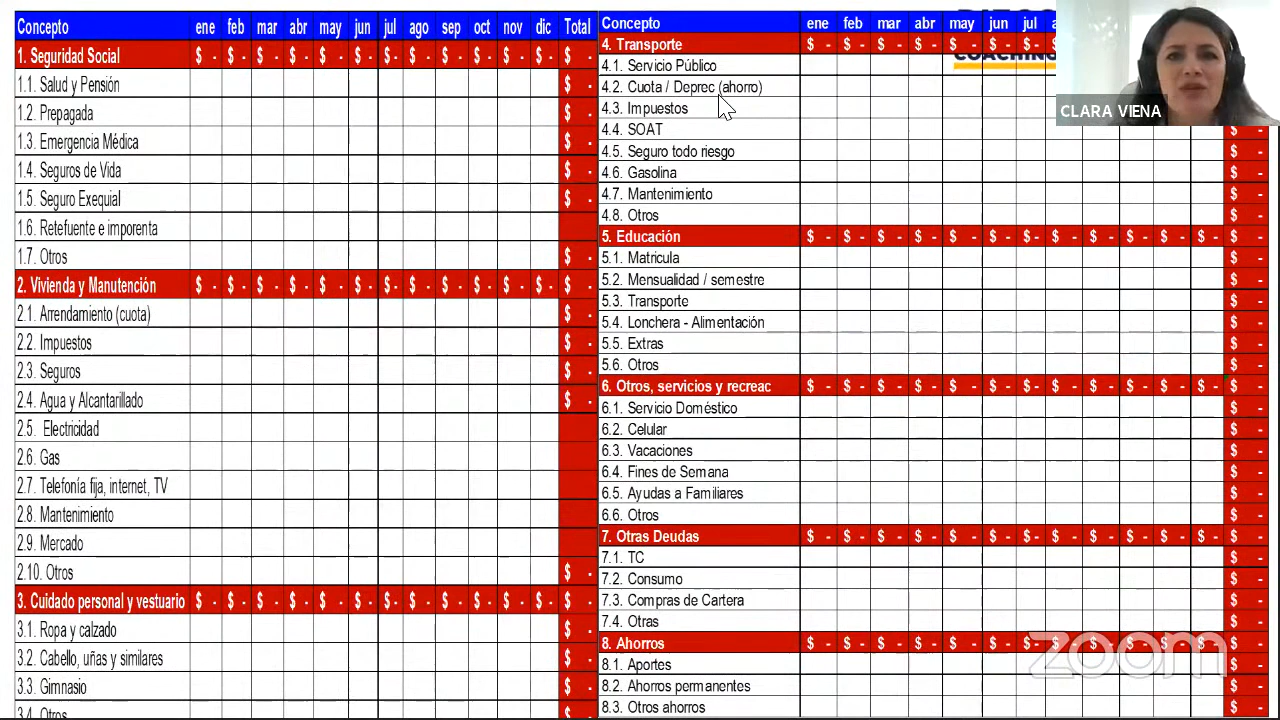 Concepto ene feb mar abr may jun jul ago sep oct nov dic Total
1. Seguridad Social $ - $ - $ - $ - $ - $ - $ - $ - $ - $ - $ - $ - $ -
1.1. Salud y Pensión $ -
1.2. Prepagada $ -
1.3. Emergencia Médica $ -
1.4. Seguros de Vida $ -
1.5. Seguro Exequial $ -
1.6. Retefuente e imporenta
1.7. Otros $ -
2. Vivienda y Manutención $ - $ - $ - $ - $ - $ - $ - $ - $ - $ - $ - $ - $ -
2.1. Arrendamiento (cuota) $ -
2.2. Impuestos $ -
2.3. Seguros $ -
2.4. Agua y Alcantarillado $ -
2.5. Electricidad
2.6. Gas
2.7. Telefonía fija, internet, TV
2.8. Mantenimiento
2.9. Mercado
2.10. Otros $ -
3. Cuidado personal y vestuario $ - $ - $ - $ - $ - $ - $ - $ - $ - $ - $ - $ - $ -
3.1. Ropa y calzado $ -
3.2. Cabello, uñas y similares $ -
3.3. Gimnasio $ -
3.4. Otros $ -
Concepto ene feb mar abr may jun jul
4. Transporte $ - $ - $ - $ - $ - $ - $ - $ -
4.1. Servicio Público
4.2. Cuota / Deprec (ahorro)
4.3. Impuestos
4.4. SOAT $ -
4.5. Seguro todo riesgo $ -
4.6. Gasolina $ -
4.7. Mantenimiento $ -
4.8. Otros $ -
5. Educación $ - $ - $ - $ - $ - $ - $ - $ - $ - $ - $ - $ - $ -
5.1. Matricula $ -
5.2. Mensualidad / semestre $ -
5.3. Transporte $ -
5.4. Lonchera - Alimentación $ -
5.5. Extras $ -
5.6. Otros $ -
6. Otros, servicios y recreac $ - $ - $ - $ - $ - $ - $ - $ - $ - $ - $ - $ - $ -
6.1. Servicio Doméstico $ -
6.2. Celular $ -
6.3. Vacaciones $ -
6.4. Fines de Semana $ -
6.5. Ayudas a Familiares $ -
6.6. Otros $ -
7. Otras Deudas $ - $ - $ - $ - $ - $ - $ - $ - $ - $ - $ - $ - $ -
7.1. TC $ -
7.2. Consumo $ -
7.3. Compras de Cartera $ -
7.4. Otras $ -
8. Ahorros $ - $ - $ - $ - $ - $ - $ - $ - $ - $ - $ - $ - $ -
8.1. Aportes $ -
8.2. Ahorros permanentes $ -
8.3. Otros ahorros $ -
CLARA VIENA
zoom